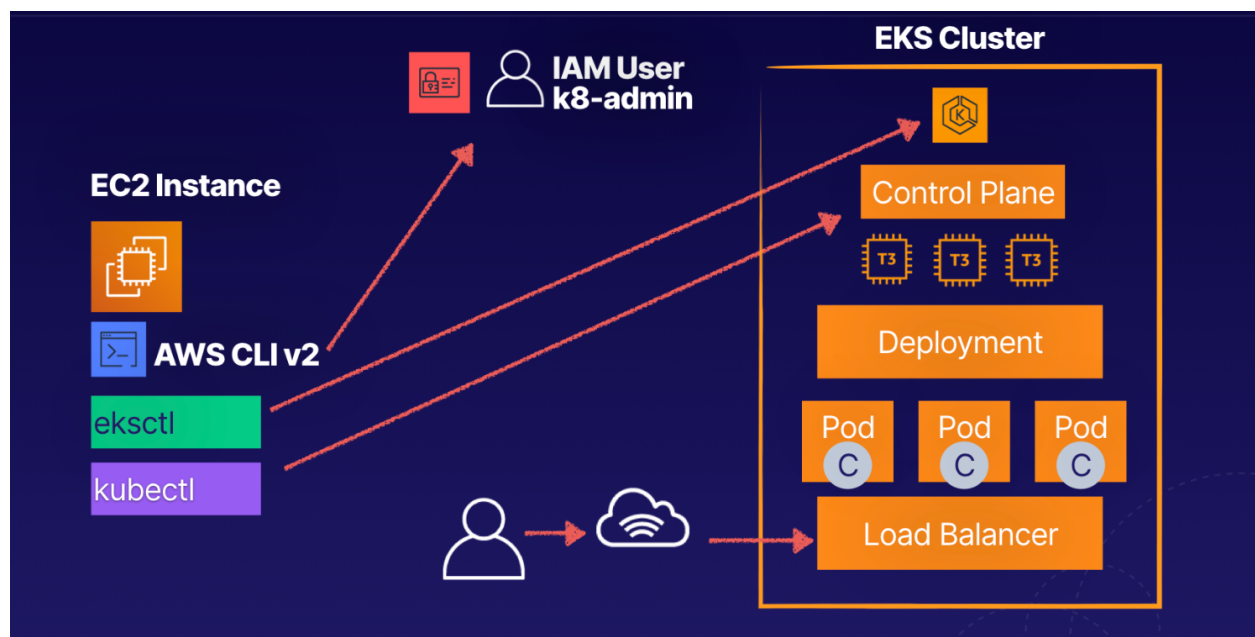 EKS Cluster
IAM User
k8-admin
K
EC2 Instance
Control Plane
T3 T3 T3
AWS CLI v2
Deployment
eksctl
Pod Pod Pod
C C C
kubectl
Load Balancer